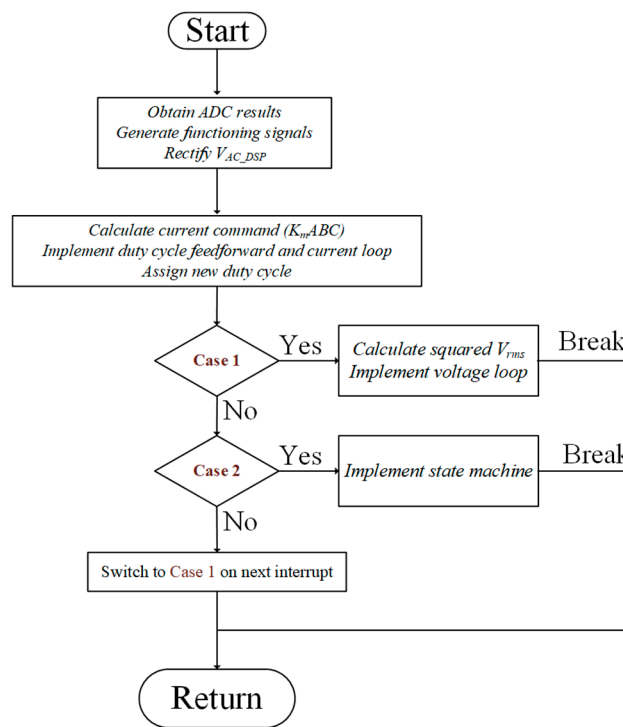 Start
Obtain ADC results
Generate functioning signals
Rectify V_AC_DSP
Calculate current command (K_mABC)
Implement duty cycle feedforward and current loop
Assign new duty cycle
Case 1
Yes
Calculate squared V_rms
Implement voltage loop
Break
No
Case 2
Yes
Implement state machine
Break
No
Switch to Case 1 on next interrupt
Return